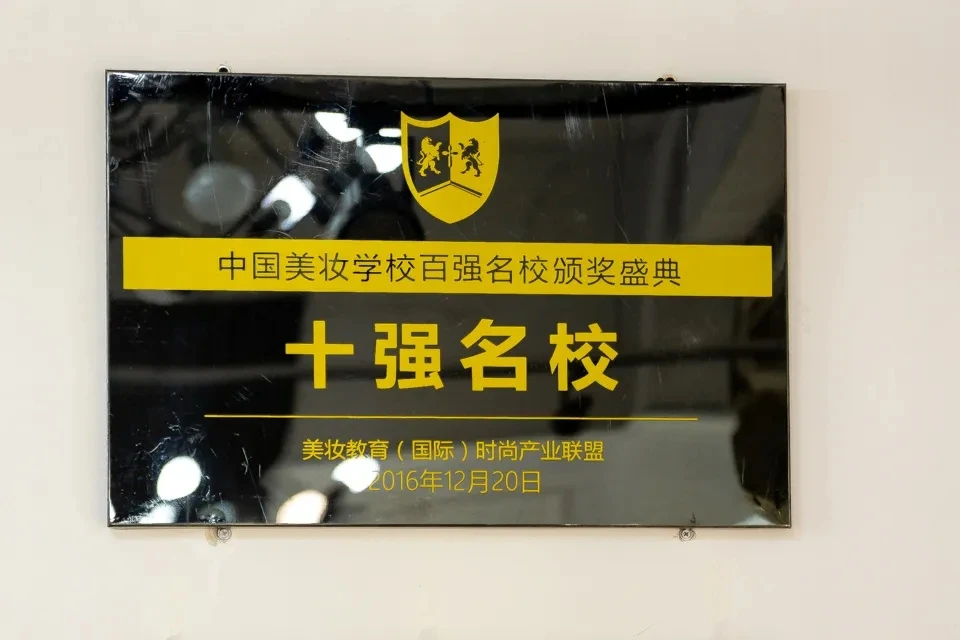 中国美妆学校百强名校颁奖盛典
十强名校
美妆教育（国际）时尚产业联盟
2016年12月20日